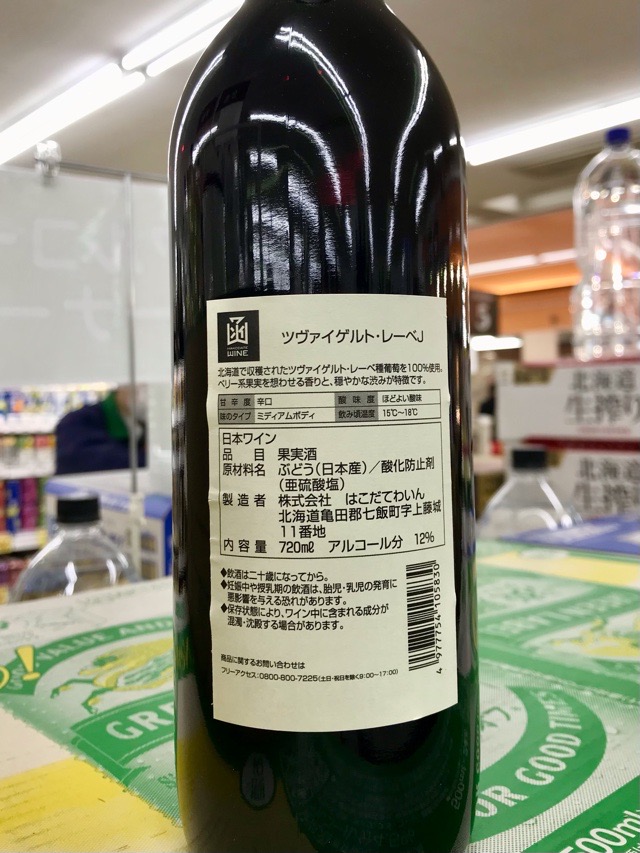 函
HAKODATE
WINE
ツヴァイゲルト・レーベJ
北海道で収穫されたツヴァイゲルト・レーベ種葡萄を100%使用。
ベリー系果実を想わせる香りと、穏やかな渋みが特徴です。
甘辛度 辛口 酸味度 ほどよい酸味
味のタイプ ミディアムボディ 飲み頃温度 15℃〜18℃
日本ワイン
品目 果実酒
原材料名 ぶどう(日本産)/酸化防止剤
(亜硫酸塩)
製造者 株式会社 はこだてわいん
北海道亀田郡七飯町字上藤城
11番地
内容量 720mℓ アルコール分 12%
◆飲酒は二十歳になってから。
◆妊娠中や授乳期の飲酒は、胎児・乳児の発育に
悪影響を与える恐れがあります。
◆保存状態により、ワイン中に含まれる成分が
混濁・沈殿する場合があります。
商品に関するお問い合わせは
フリーアクセス:0800-800-7225(土日・祝日を除く9:00〜17:00)
4977754105830
北海道
生搾り
北海道
生搾
VALUE AND
GRE
OUR GOOD TIMES
500ml